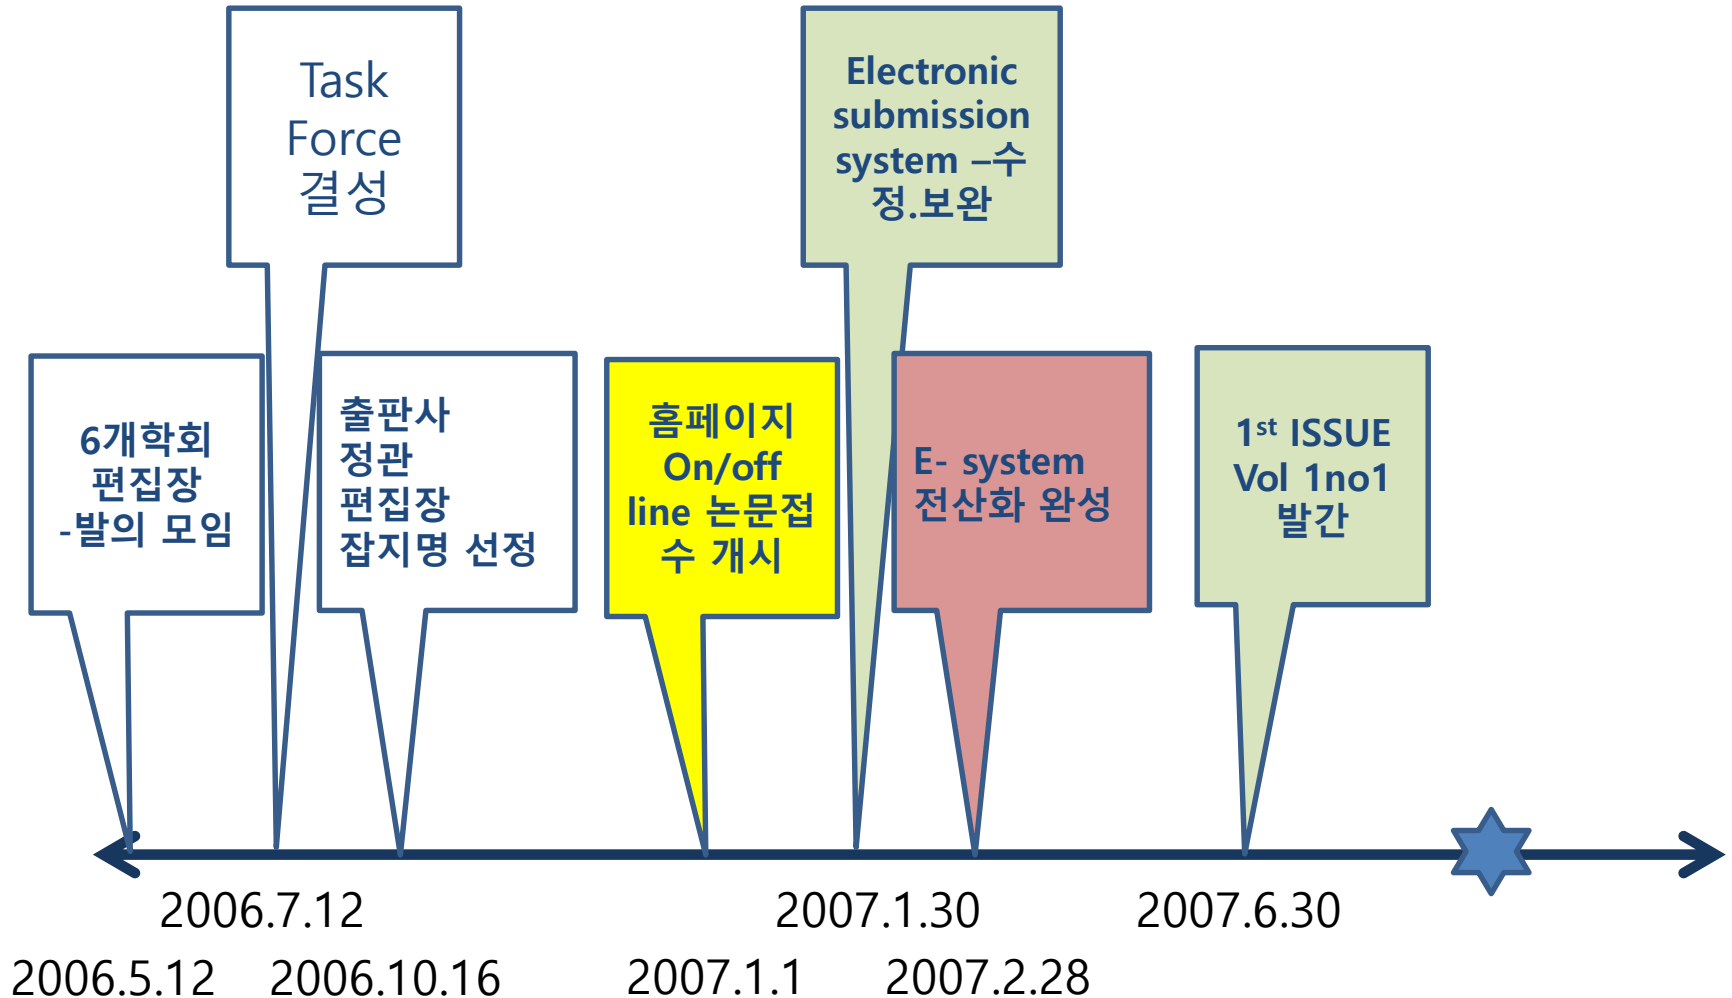 Task
Force
결성
Electronic
submission
system –수
정.보완
6개학회
편집장
-발의 모임
출판사
정관
편집장
잡지명 선정
홈페이지
On/off
line 논문접
수 개시
E- system
전산화 완성
1st ISSUE
Vol 1no1
발간
2006.7.12
2007.1.30
2007.6.30
2006.5.12
2006.10.16
2007.1.1
2007.2.28